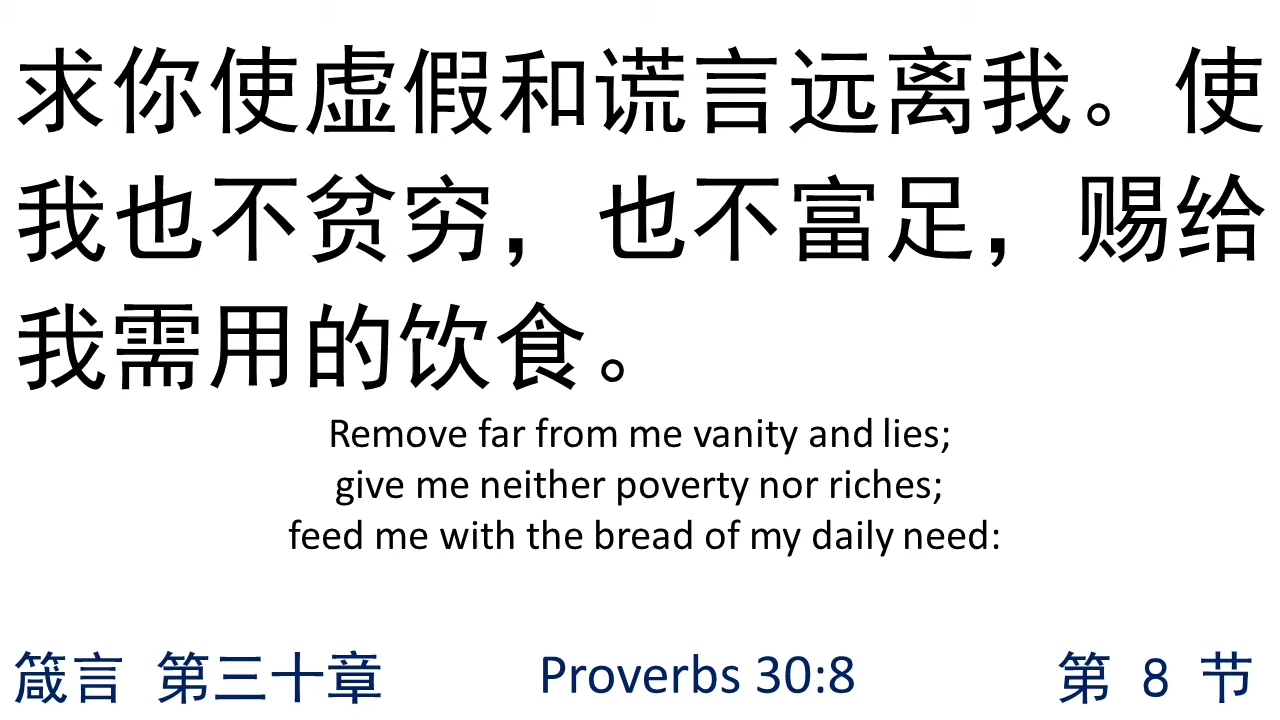 求你使虚假和谎言远离我。使
我也不贫穷，也不富足，赐给
我需用的饮食。
Remove far from me vanity and lies;
give me neither poverty nor riches;
feed me with the bread of my daily need:
箴言 第三十章 Proverbs 30:8 第 8 节